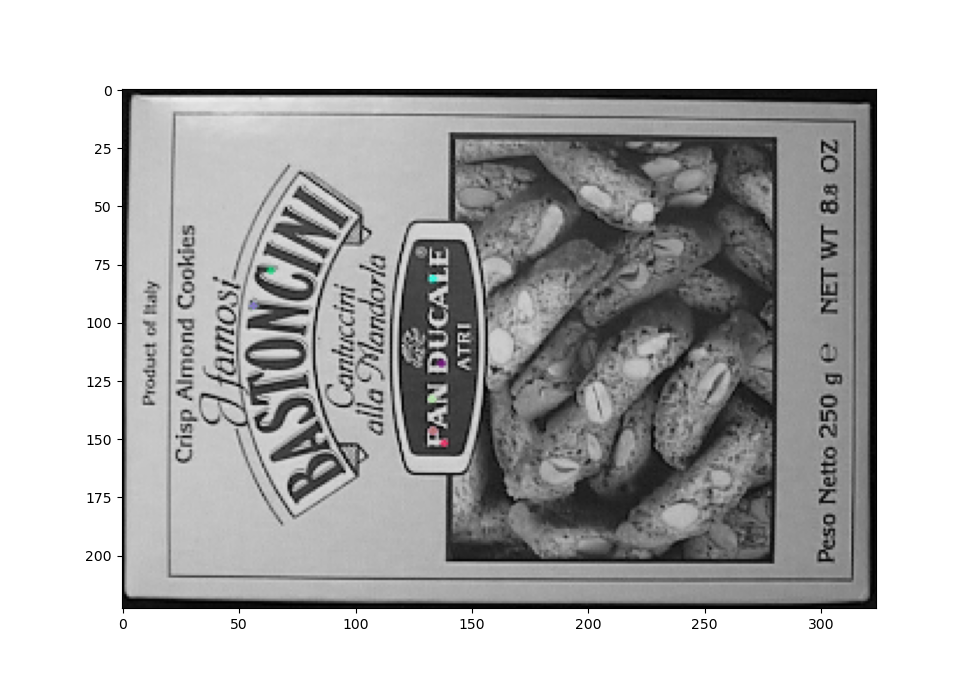 0
25
50
75
100
125
150
175
200
Product of Italy
Crisp Almond Cookies
I famosi
BASTONCINI
Cantuccini
alla Mandorla
®
PAN DUCALE
ATRI
Peso Netto 250 g ℮ NET WT 8.8 OZ
0 50 100 150 200 250 300